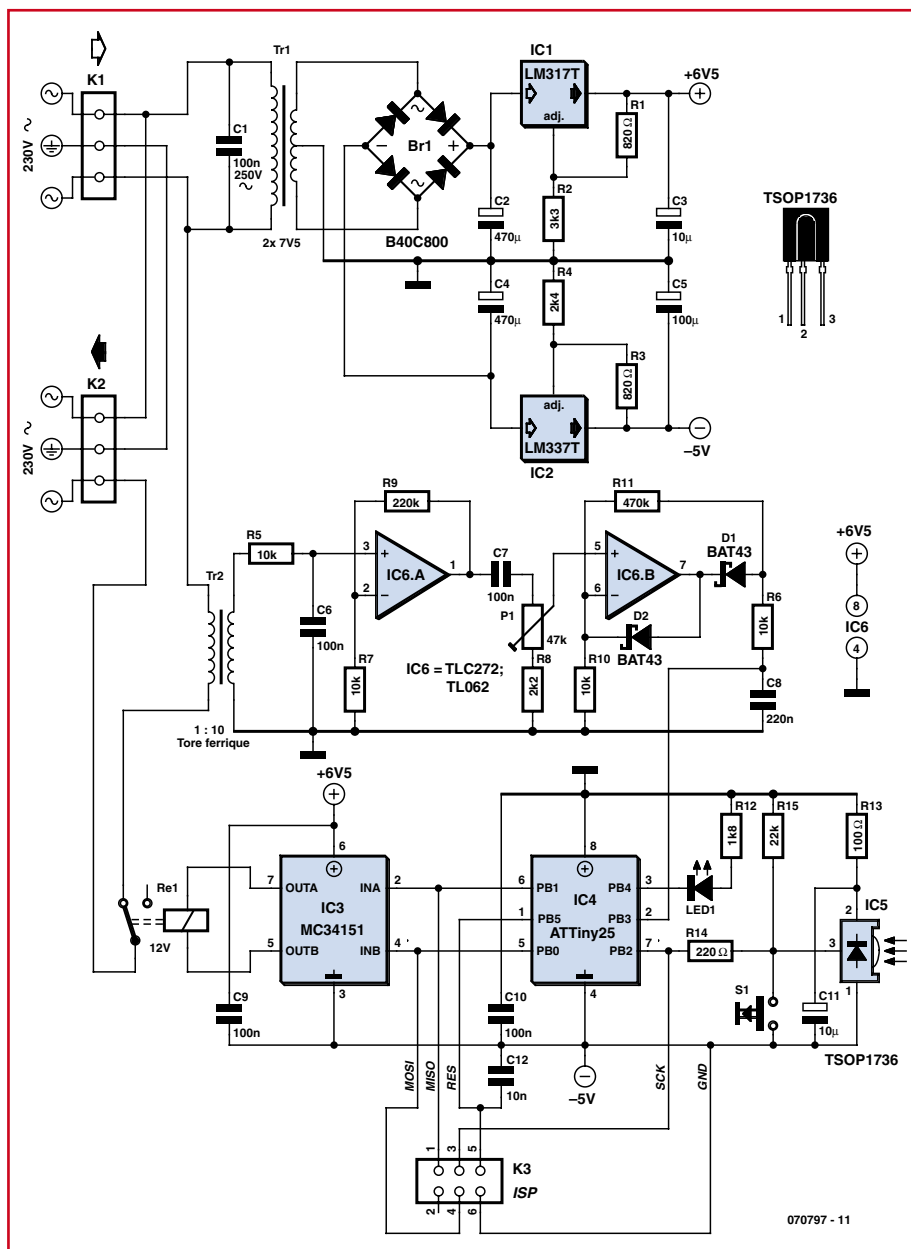 K1
230V ~
C1
100n
250V
~
Tr1
2x 7V5
Br1
B40C800
IC1
LM317T
adj.
R1
820Ω
+6V5
R2
3k3
C2
470µ
C3
10µ
TSOP1736
1
2
3
R4
2k4
C4
470µ
C5
100µ
R3
820Ω
adj.
LM337T
IC2
–5V
K2
230V ~
R9
220k
R5
10k
3
2
IC6.A
1
C7
100n
P1
47k
R11
470k
5
6
IC6.B
7
D1
BAT43
D2
BAT43
R6
10k
+6V5
8
IC6
4
Tr2
C6
100n
R7
10k
IC6 = TLC272;
TL062
R8
2k2
R10
10k
C8
220n
1 : 10
Tore ferrique
+6V5
6
Re1
12V
7
OUTA
INA
2
IC3
MC34151
5
OUTB
INB
4'
3
C9
100n
8
6
PB1
PB4
3
1
PB5
IC4
PB3
2
ATTiny25
5
PB0
PB2
7'
4
C10
100n
R12
1k8
LED1
R15
22k
R13
100Ω
R14
220Ω
IC5
2
3
1
S1
C11
10µ
TSOP1736
MOSI
MISO
RES
C12
10n
–5V
SCK
GND
1
3
5
K3
ISP
2
4
6
070797 - 11